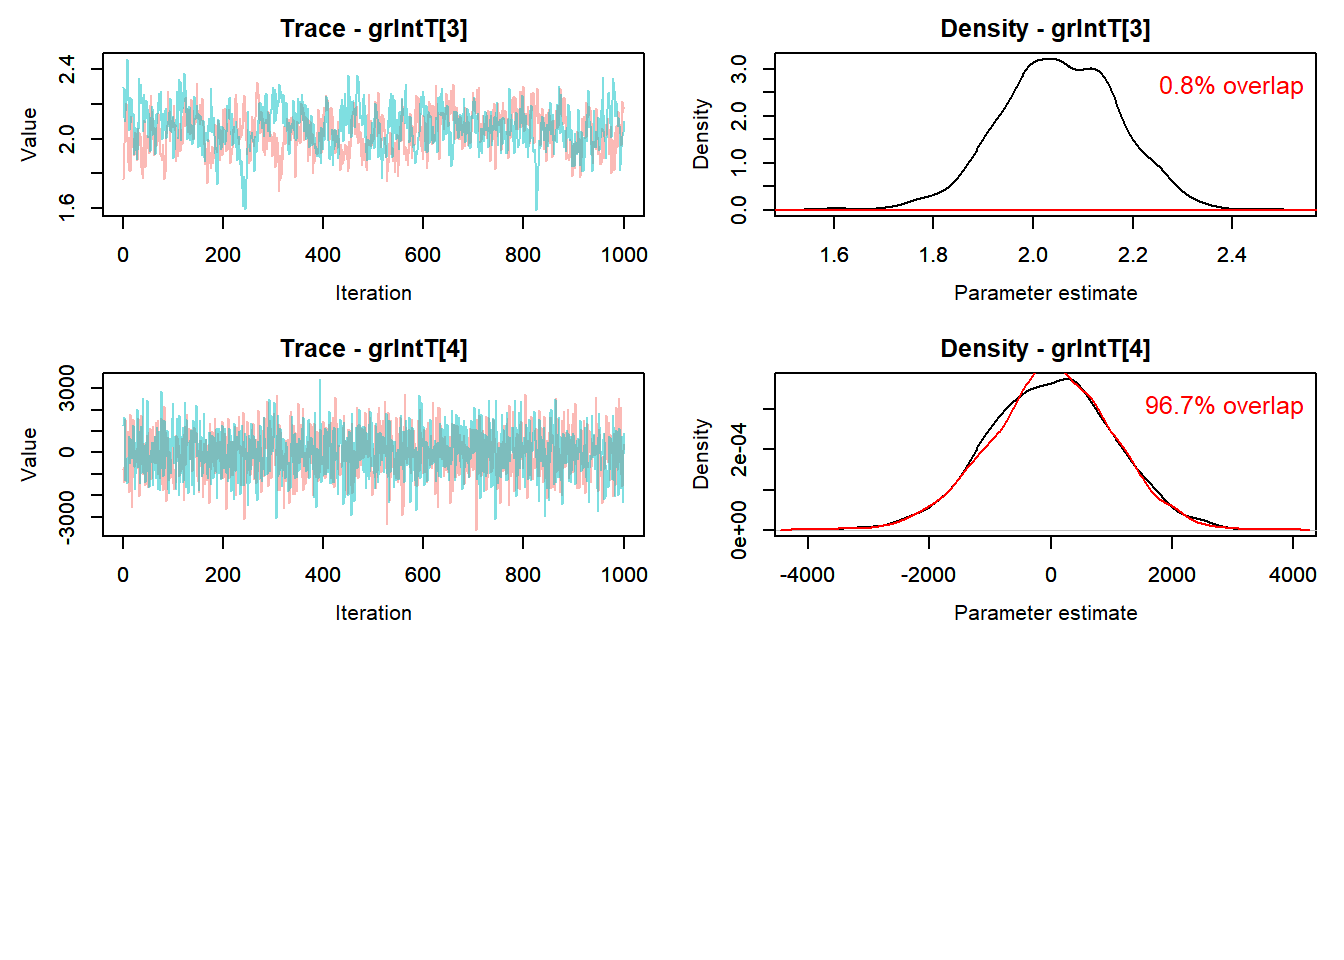 Trace - grIntT[3]
Value
1.6 2.0 2.4
0 200 400 600 800 1000
Iteration
Density - grIntT[3]
0.8% overlap
Density
0.0 1.0 2.0 3.0
1.6 1.8 2.0 2.2 2.4
Parameter estimate
Trace - grIntT[4]
Value
-3000 0 3000
0 200 400 600 800 1000
Iteration
Density - grIntT[4]
96.7% overlap
Density
0e+00 2e-04
-4000 -2000 0 2000 4000
Parameter estimate